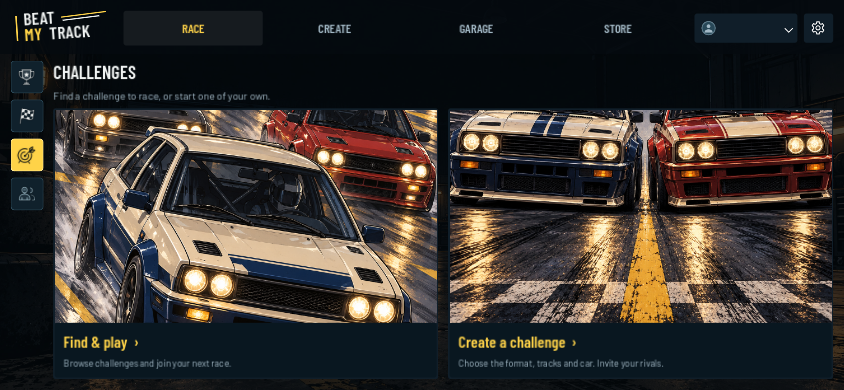 BEAT
MY TRACK
RACE
CREATE
GARAGE
STORE
CHALLENGES
Find a challenge to race, or start one of your own.
Find & play ›
Browse challenges and join your next race.
Create a challenge ›
Choose the format, tracks and car. Invite your rivals.